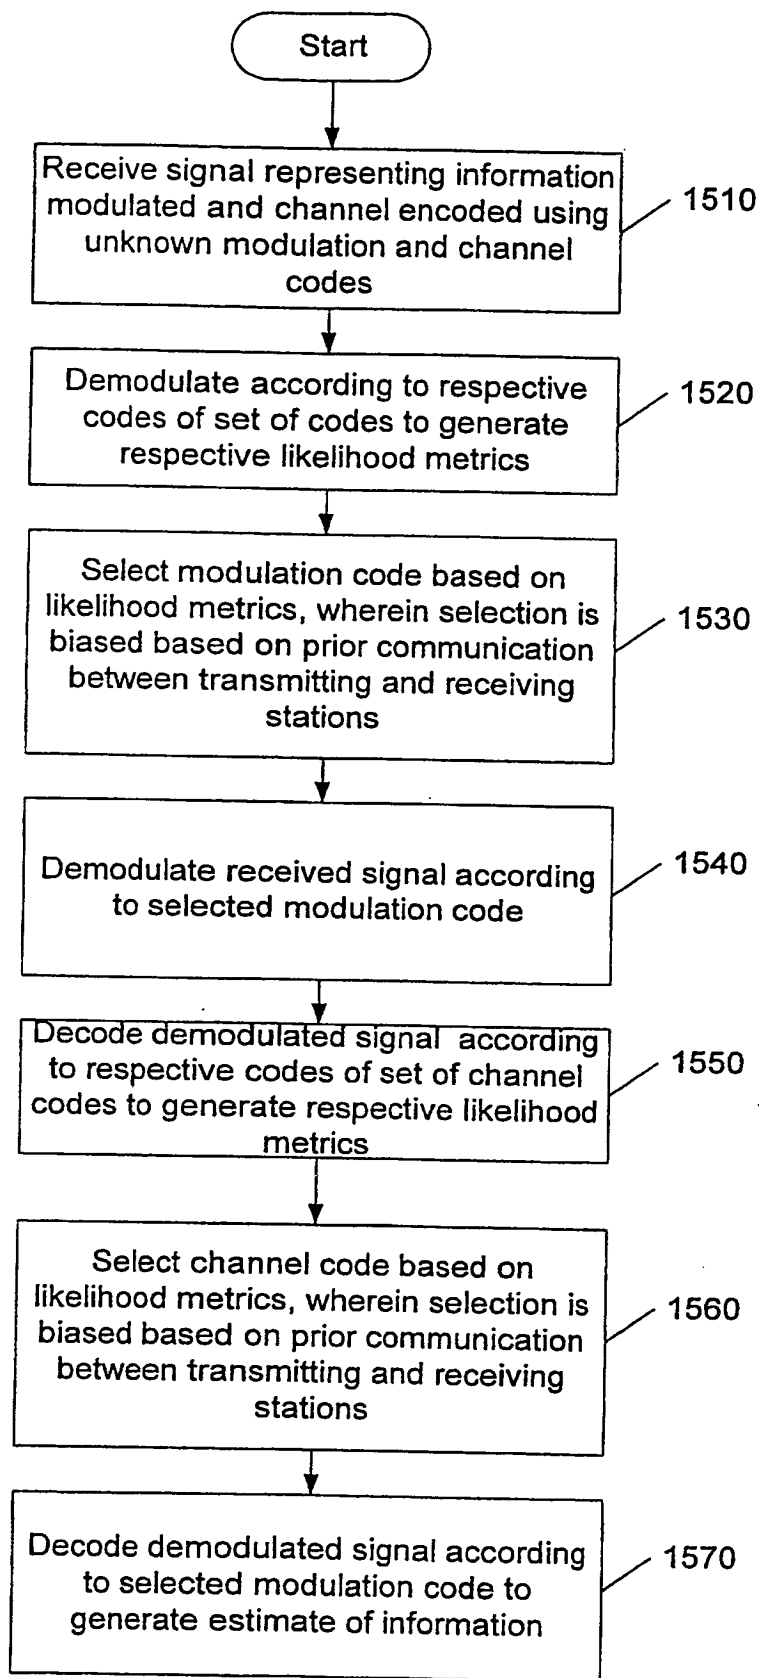 Start
Receive signal representing information
modulated and channel encoded using
unknown modulation and channel
codes
1510
Demodulate according to respective
codes of set of codes to generate
respective likelihood metrics
1520
Select modulation code based on
likelihood metrics, wherein selection is
biased based on prior communication
between transmitting and receiving
stations
1530
Demodulate received signal according
to selected modulation code
1540
Decode demodulated signal according
to respective codes of set of channel
codes to generate respective likelihood
metrics
1550
Select channel code based on
likelihood metrics, wherein selection is
biased based on prior communication
between transmitting and receiving
stations
1560
Decode demodulated signal according
to selected modulation code to
generate estimate of information
1570